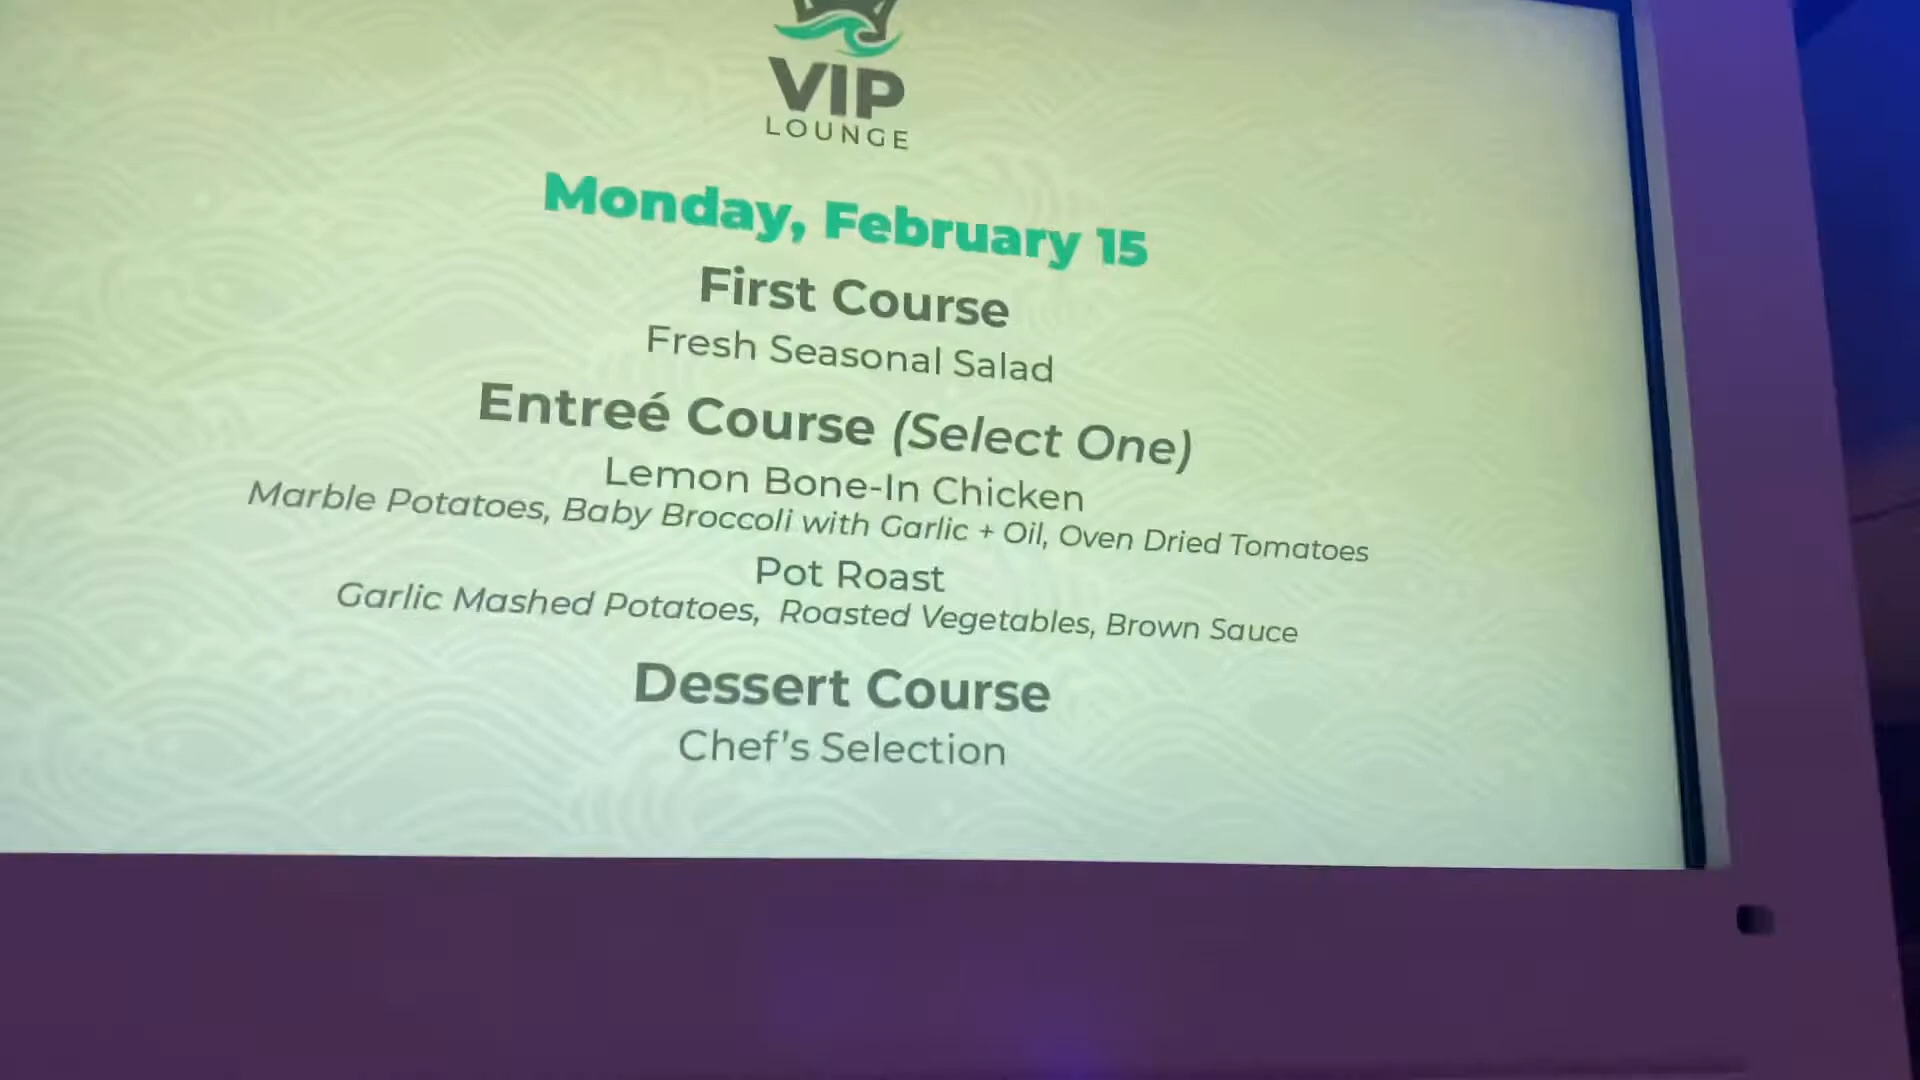 VIP
LOUNGE
Monday, February 15
First Course
Fresh Seasonal Salad
Entreé Course (Select One)
Lemon Bone-In Chicken
Marble Potatoes, Baby Broccoli with Garlic + Oil, Oven Dried Tomatoes
Pot Roast
Garlic Mashed Potatoes, Roasted Vegetables, Brown Sauce
Dessert Course
Chef's Selection